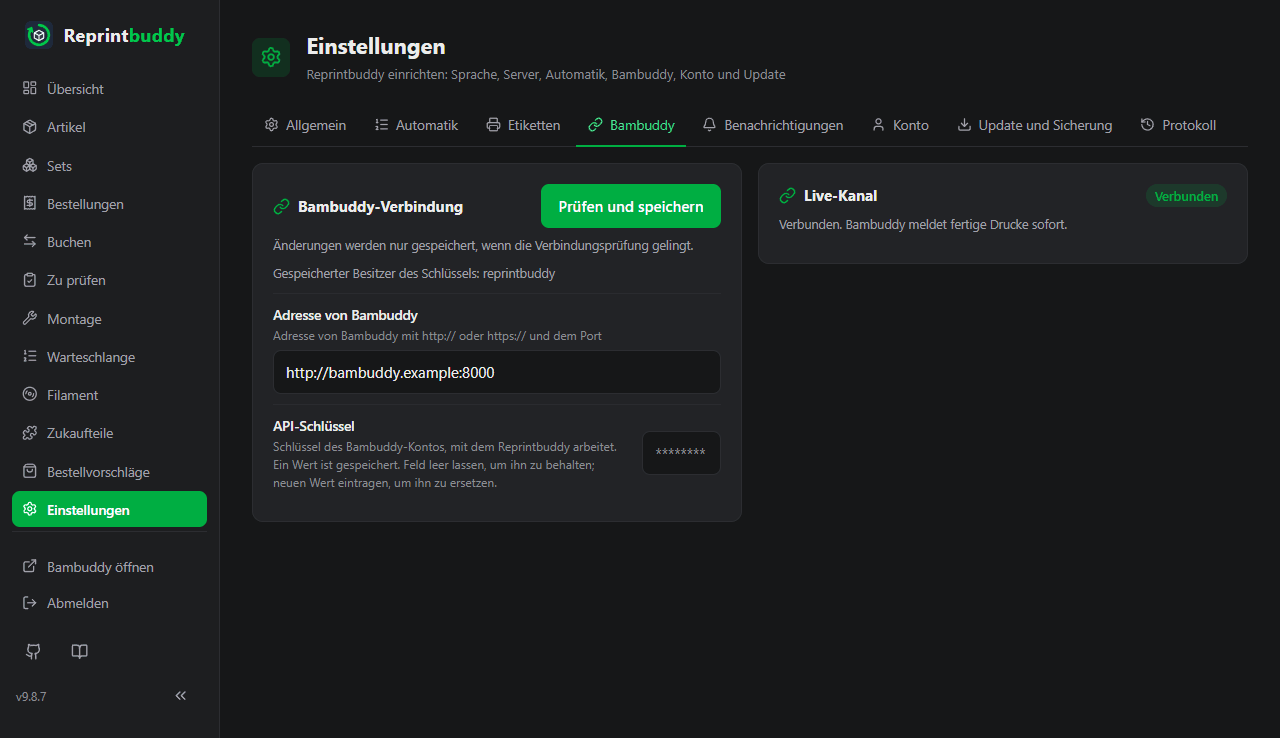 Reprintbuddy
Übersicht
Artikel
Sets
Bestellungen
Buchen
Zu prüfen
Montage
Warteschlange
Filament
Zukaufteile
Bestellvorschläge
Einstellungen
Bambuddy öffnen
Abmelden
v9.8.7
Einstellungen
Reprintbuddy einrichten: Sprache, Server, Automatik, Bambuddy, Konto und Update
Allgemein Automatik Etiketten Bambuddy Benachrichtigungen Konto Update und Sicherung Protokoll
Bambuddy-Verbindung Prüfen und speichern
Änderungen werden nur gespeichert, wenn die Verbindungsprüfung gelingt.
Gespeicherter Besitzer des Schlüssels: reprintbuddy
Adresse von Bambuddy
Adresse von Bambuddy mit http:// oder https:// und dem Port
http://bambuddy.example:8000
API-Schlüssel
Schlüssel des Bambuddy-Kontos, mit dem Reprintbuddy arbeitet.
Ein Wert ist gespeichert. Feld leer lassen, um ihn zu behalten;
neuen Wert eintragen, um ihn zu ersetzen.
********
Live-Kanal Verbunden
Verbunden. Bambuddy meldet fertige Drucke sofort.